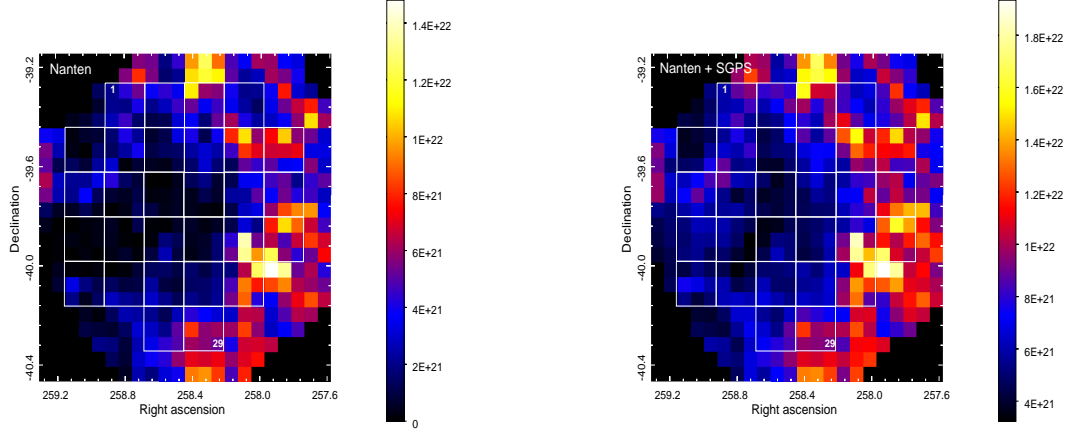 Nanten
1
29
-39.2
-39.6
-40.0
-40.4
Declination
259.2 258.8 258.4 258.0 257.6
Right ascension
1.4E+22
1.2E+22
1E+22
8E+21
6E+21
4E+21
2E+21
0
Nanten + SGPS
1
29
-39.2
-39.6
-40.0
-40.4
Declination
259.2 258.8 258.4 258.0 257.6
Right ascension
1.8E+22
1.6E+22
1.4E+22
1.2E+22
1E+22
8E+21
6E+21
4E+21